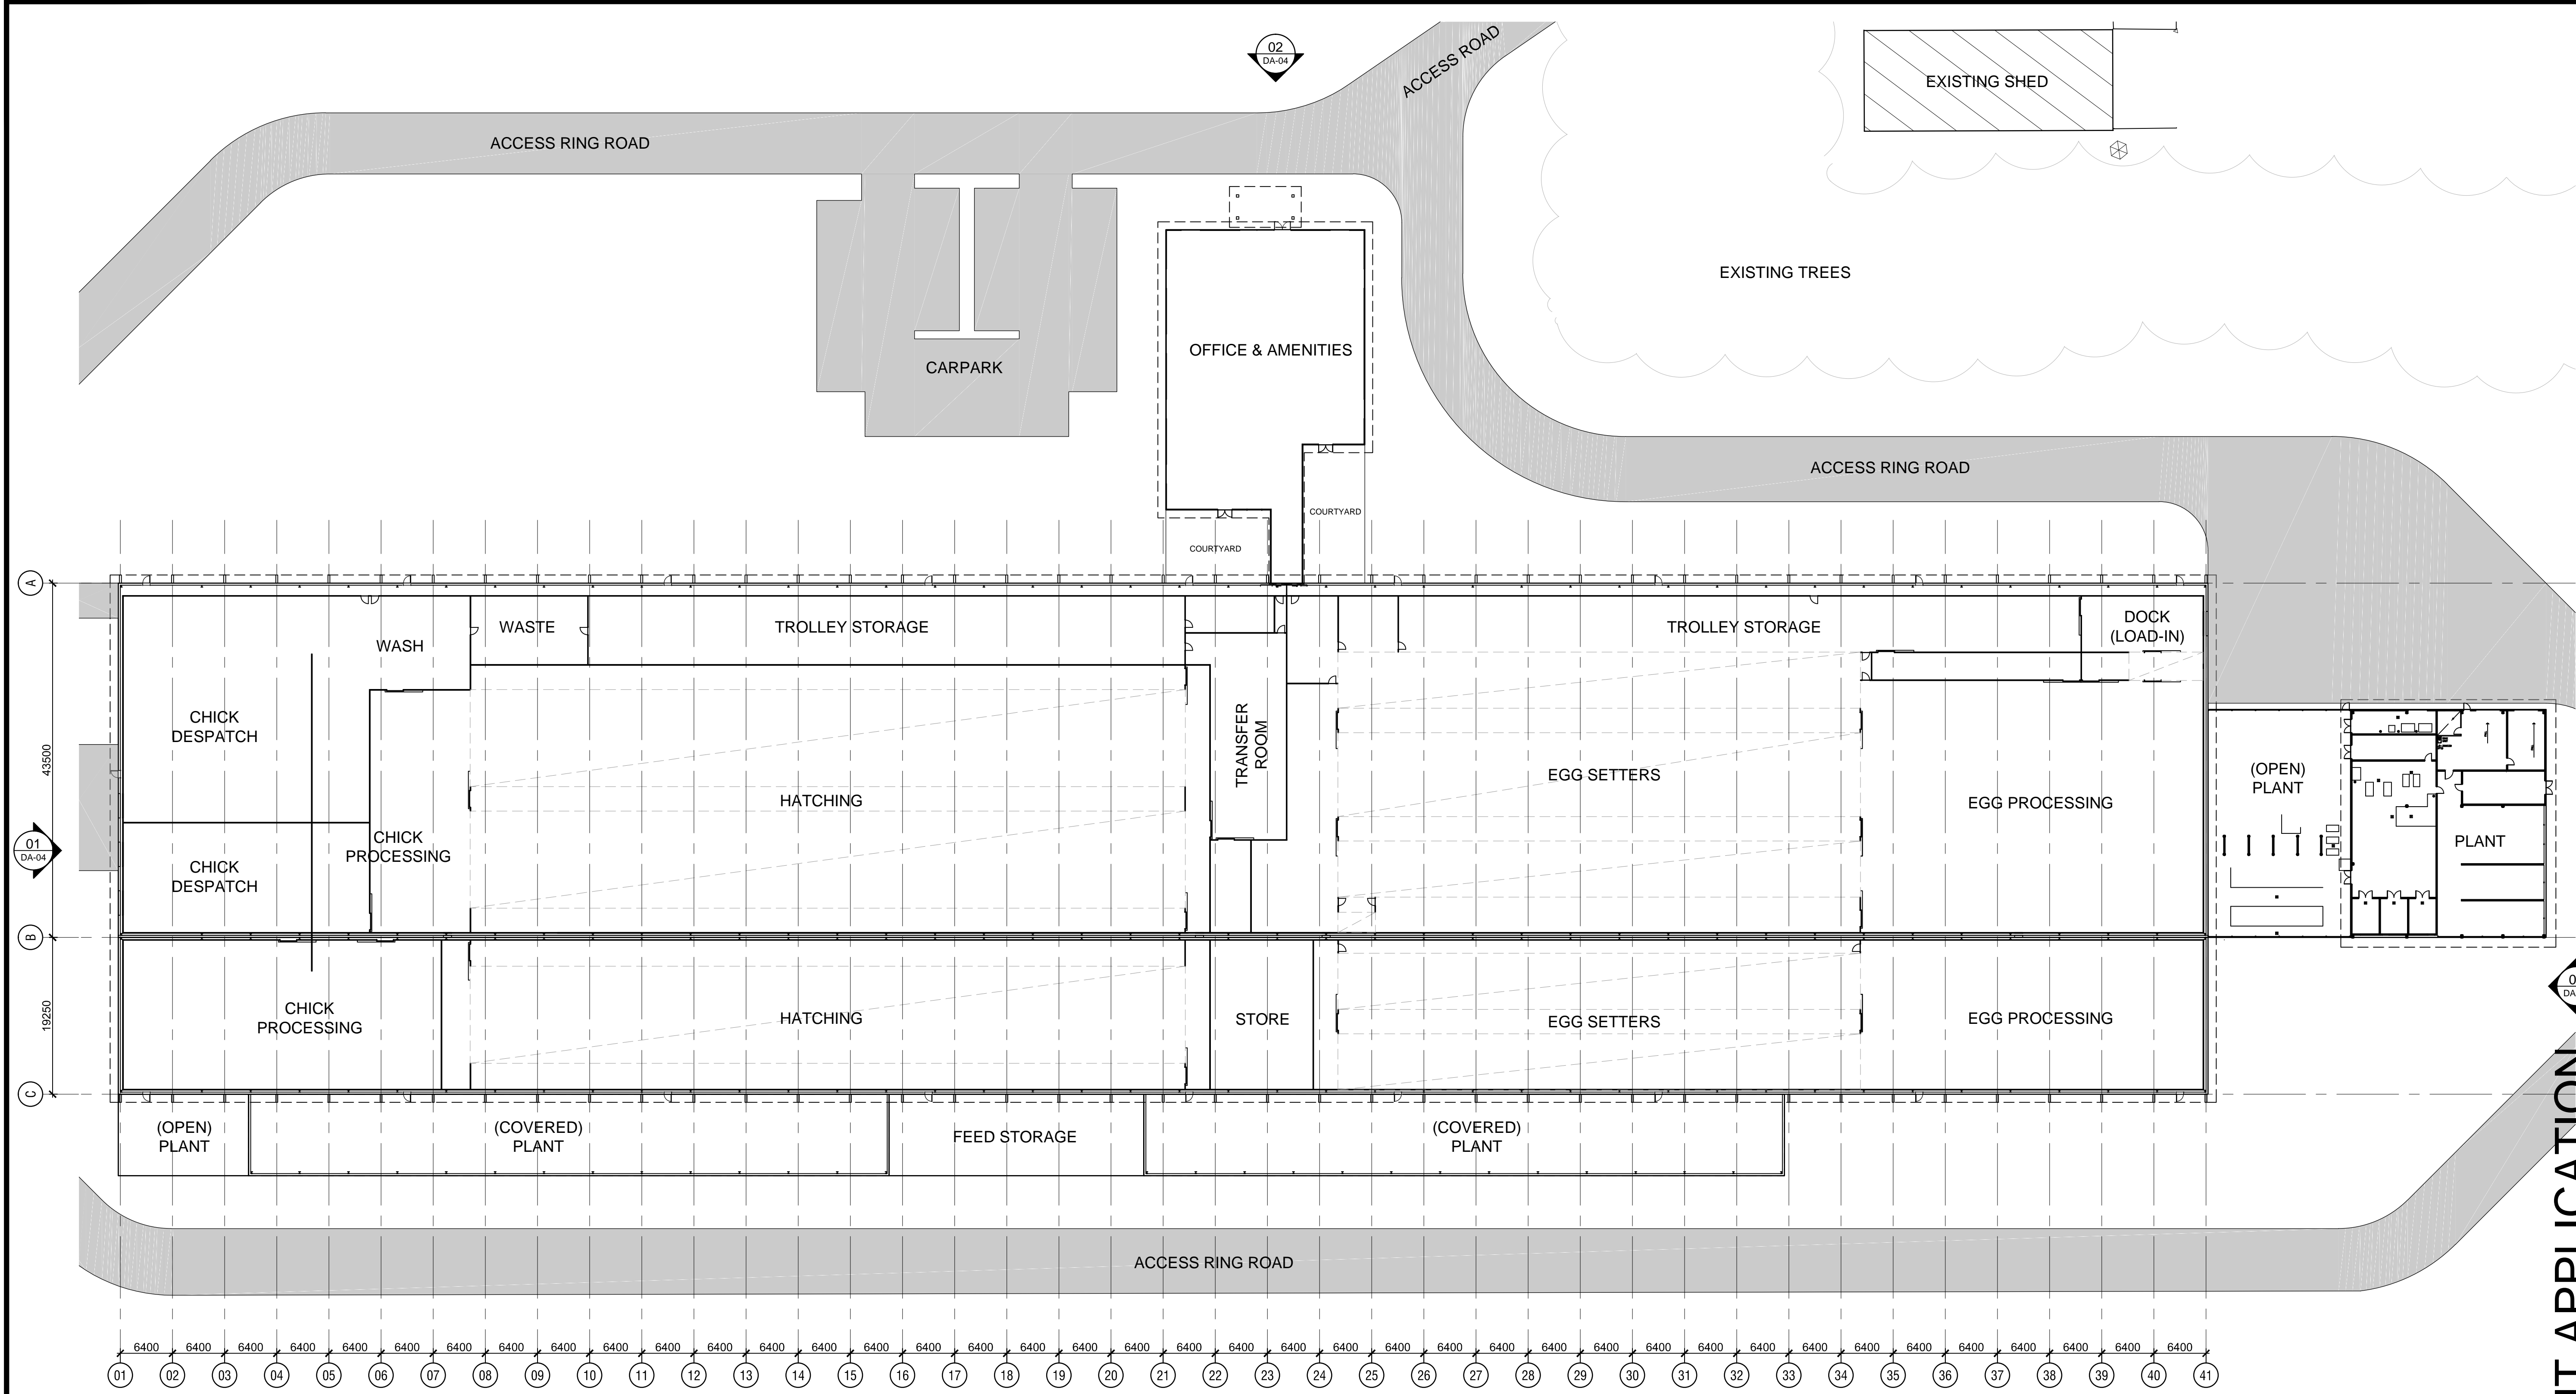 02
DA-04
ACCESS ROAD
EXISTING SHED
ACCESS RING ROAD
EXISTING TREES
OFFICE & AMENITIES
CARPARK
ACCESS RING ROAD
COURTYARD
COURTYARD
A
WASH
WASTE
TROLLEY STORAGE
TROLLEY STORAGE
DOCK
(LOAD-IN)
CHICK
DESPATCH
TRANSFER
ROOM
43500
HATCHING
EGG SETTERS
EGG PROCESSING
(OPEN)
PLANT
PLANT
01
DA-04
CHICK
PROCESSING
CHICK
DESPATCH
B
19250
CHICK
PROCESSING
HATCHING
STORE
EGG SETTERS
EGG PROCESSING
C
(OPEN)
PLANT
(COVERED)
PLANT
FEED STORAGE
(COVERED)
PLANT
APPLICATION
ACCESS RING ROAD
6400 6400 6400 6400 6400 6400 6400 6400 6400 6400 6400 6400 6400 6400 6400 6400 6400 6400 6400 6400 6400 6400 6400 6400 6400 6400 6400 6400 6400 6400 6400 6400 6400 6400 6400 6400 6400 6400 6400 6400
01 02 03 04 05 06 07 08 09 10 11 12 13 14 15 16 17 18 19 20 21 22 23 24 25 26 27 28 29 30 31 32 33 34 35 36 37 38 39 40 41